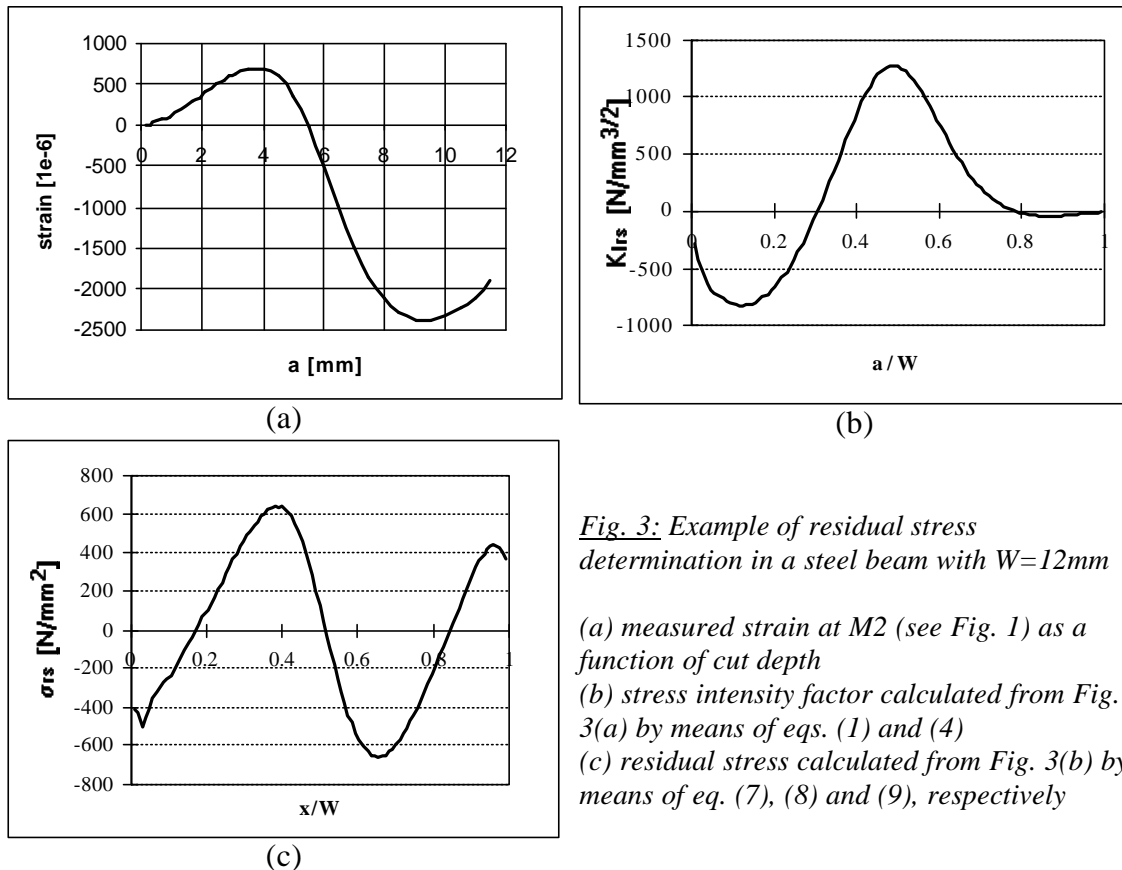 1000
500
0
-500
-1000
-1500
-2000
-2500
0 2 4 6 8 10 12
strain [1e-6]
a [mm]
(a)
1500
1000
500
0
-500
-1000
0 0.2 0.4 0.6 0.8 1
KIrs [N/mm3/2]
a / W
(b)
800
600
400
200
0
-200
-400
-600
-800
0 0.2 0.4 0.6 0.8 1
σrs [N/mm2]
x/W
(c)
Fig. 3: Example of residual stress
determination in a steel beam with W=12mm
(a) measured strain at M2 (see Fig. 1) as a
function of cut depth
(b) stress intensity factor calculated from Fig.
3(a) by means of eqs. (1) and (4)
(c) residual stress calculated from Fig. 3(b) by
means of eq. (7), (8) and (9), respectively